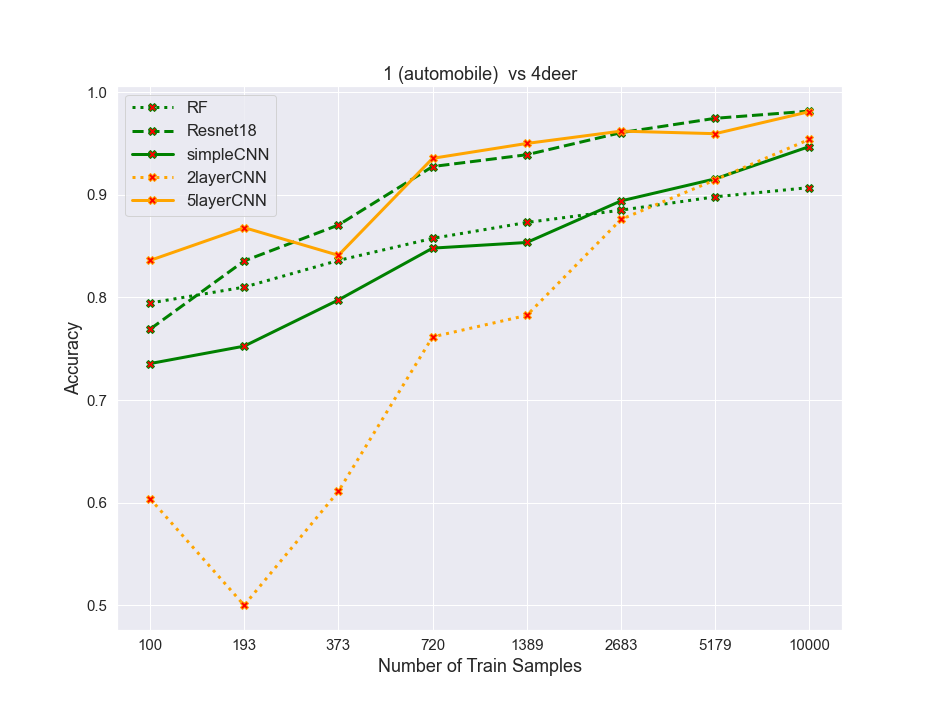 1 (automobile)  vs 4deer
RF
Resnet18
simpleCNN
2layerCNN
5layerCNN
Accuracy
1.0
0.9
0.8
0.7
0.6
0.5
100 193 373 720 1389 2683 5179 10000
Number of Train Samples